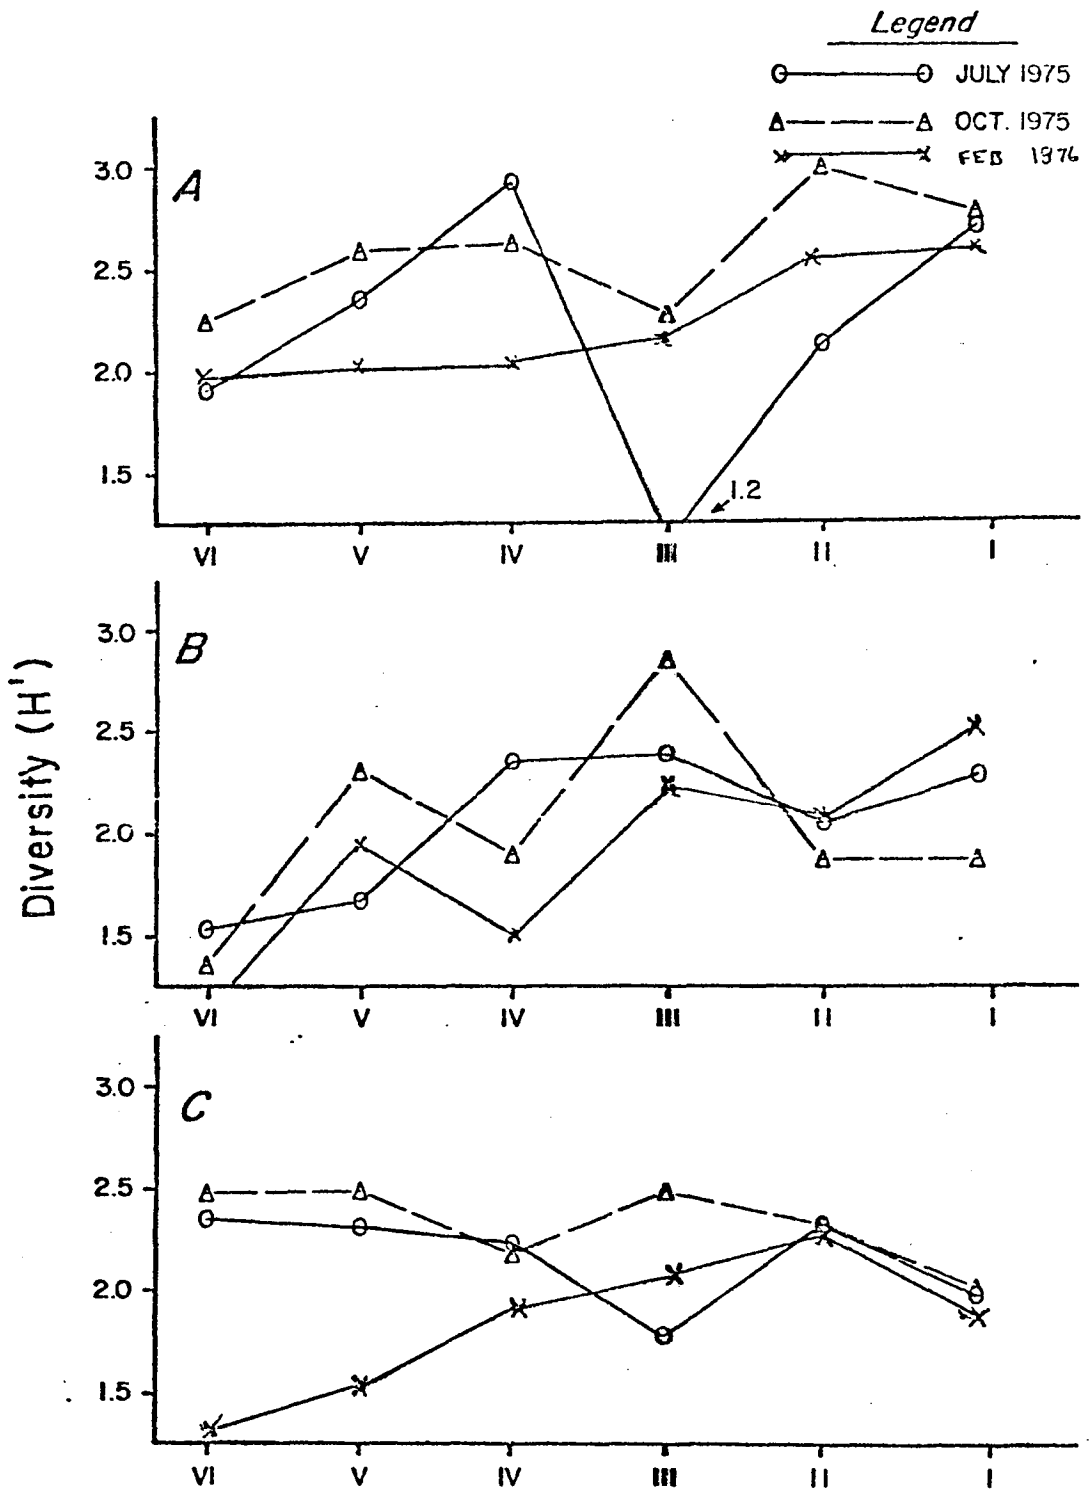 Legend
JULY 1975
OCT. 1975
FEB 1976
Diversity (H')
A
3.0
2.5
2.0
1.5
1.2
VI V IV III II I
B
3.0
2.5
2.0
1.5
VI V IV III II I
C
3.0
2.5
2.0
1.5
VI V IV III II I